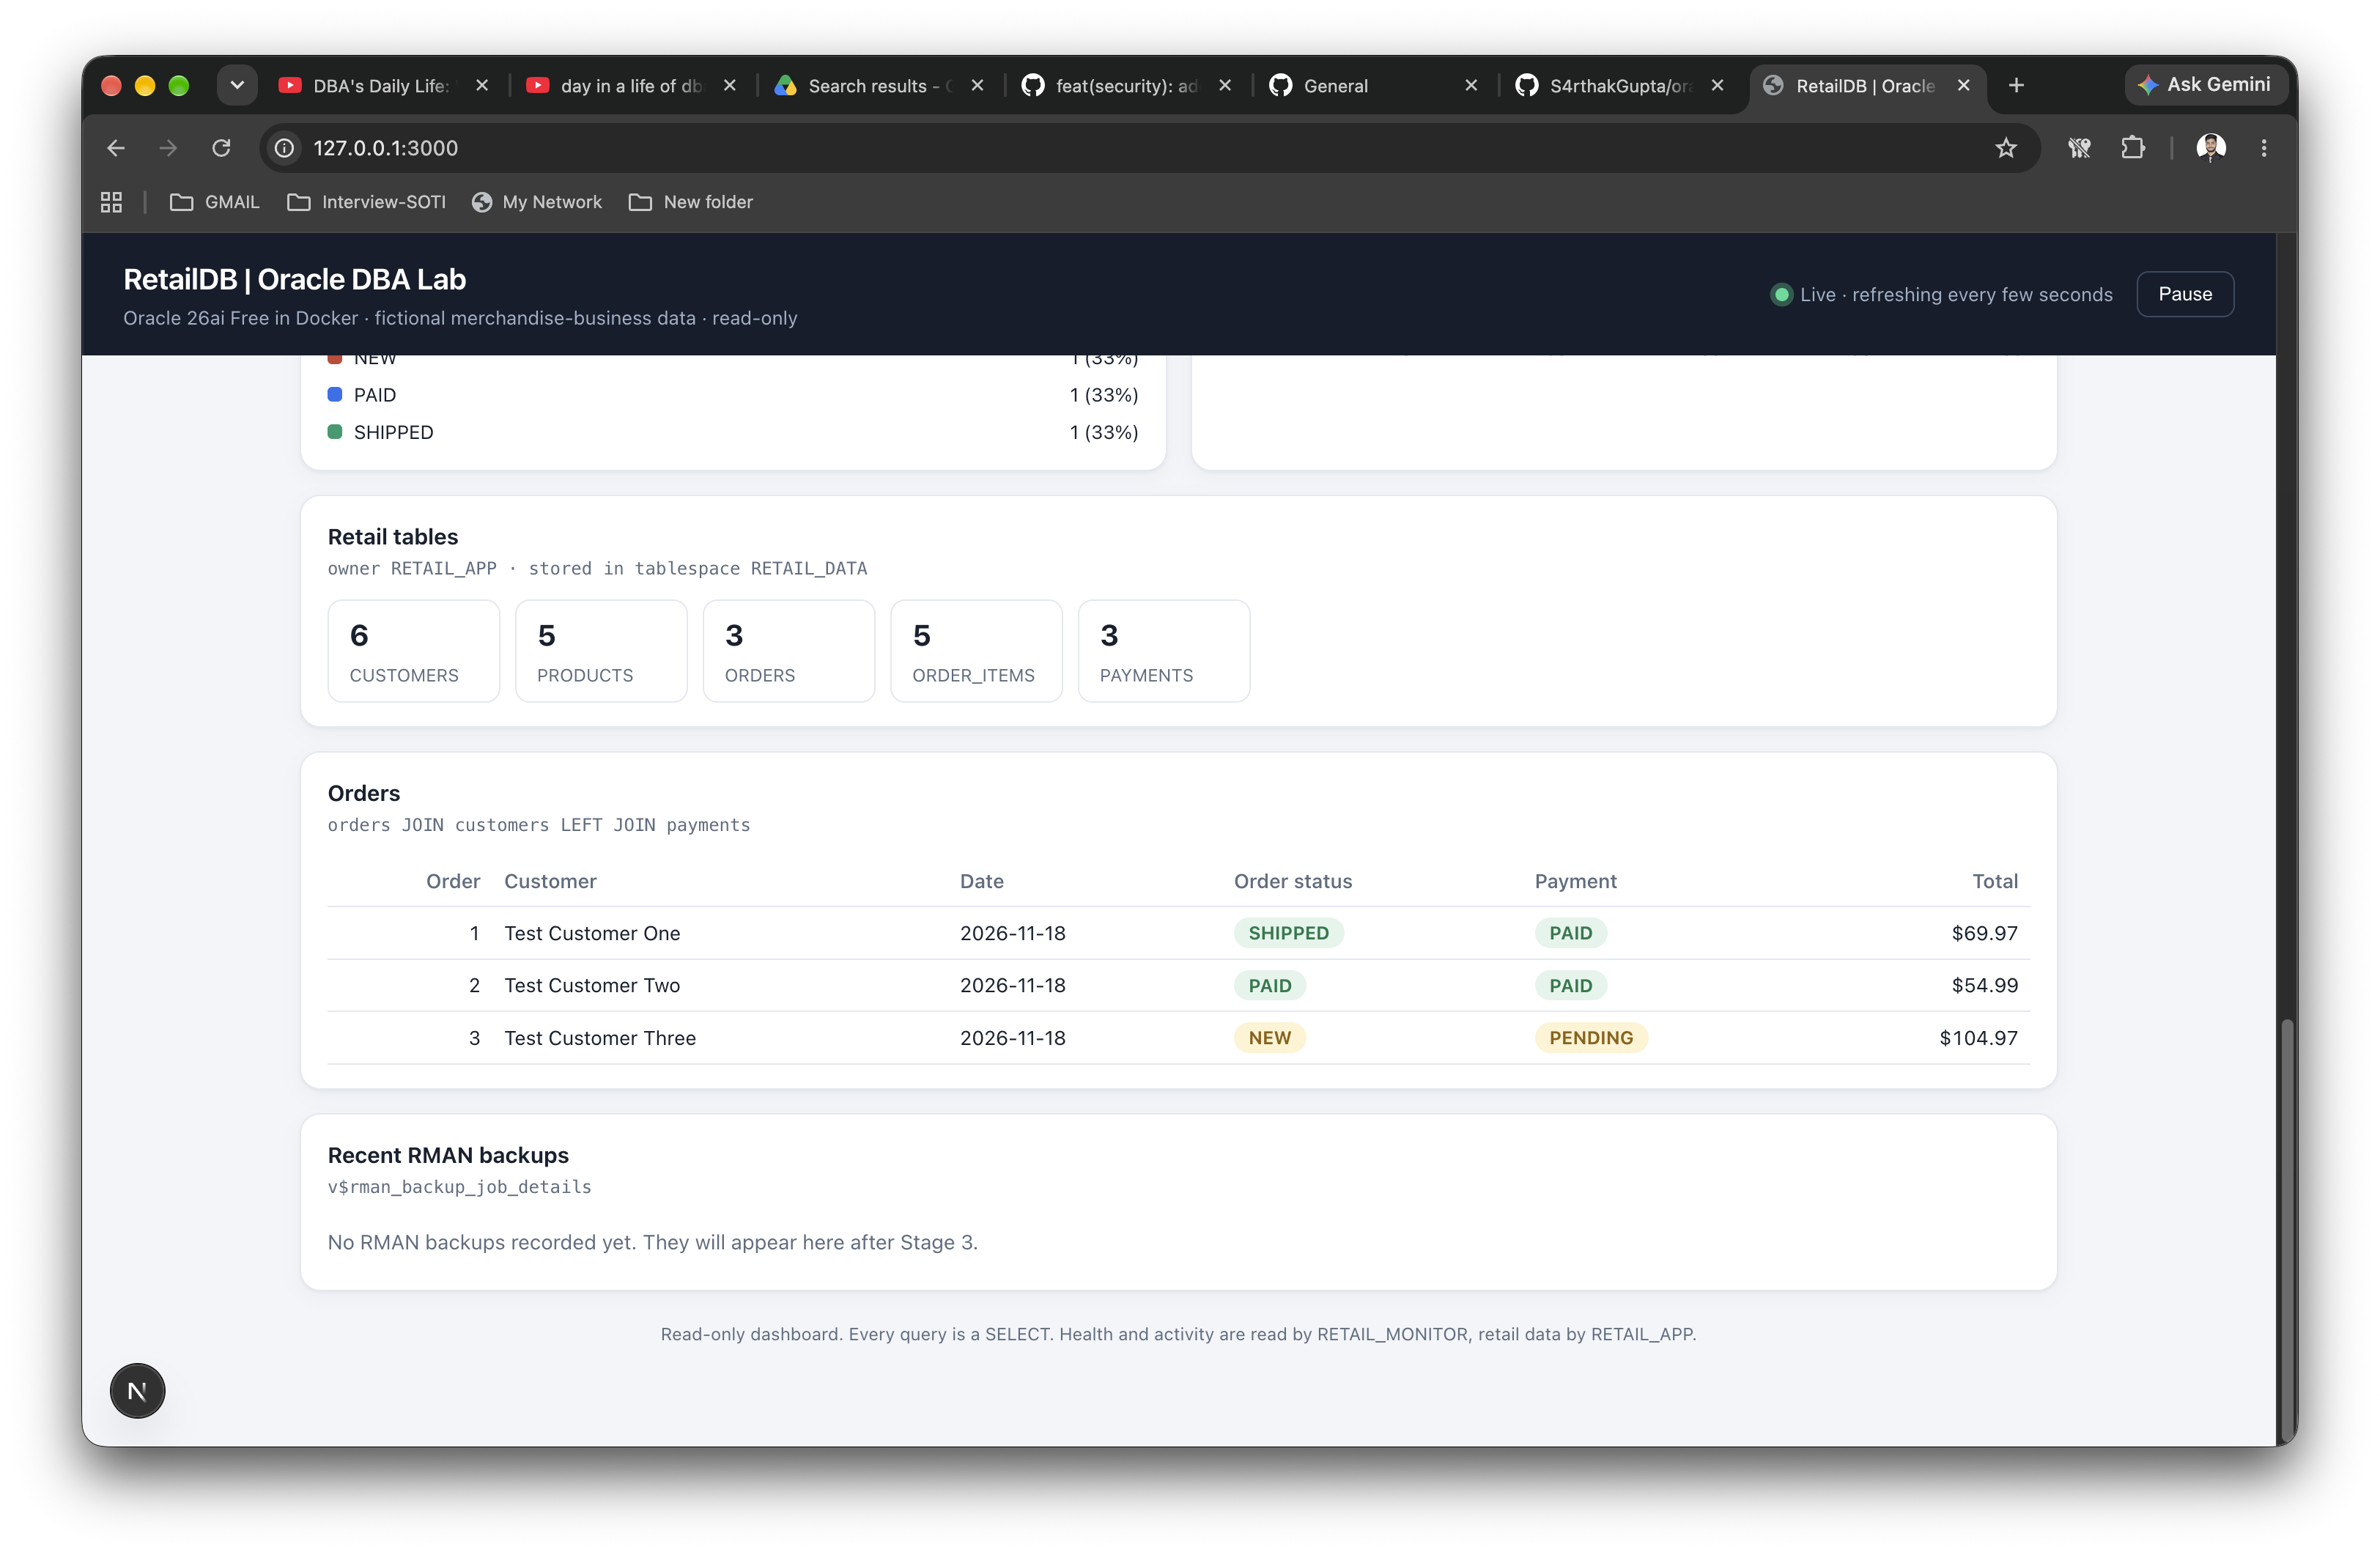 DBA's Daily Life:
day in a life of db
Search results -
feat(security): ad
General
S4rthakGupta/ora
RetailDB | Oracle
Ask Gemini
127.0.0.1:3000
GMAIL
Interview-SOTI
My Network
New folder
RetailDB | Oracle DBA Lab
Oracle 26ai Free in Docker · fictional merchandise-business data · read-only
Live · refreshing every few seconds
Pause
NEW 1 (33%)
PAID 1 (33%)
SHIPPED 1 (33%)
Retail tables
owner RETAIL_APP · stored in tablespace RETAIL_DATA
6 5 3 5 3
CUSTOMERS PRODUCTS ORDERS ORDER_ITEMS PAYMENTS
Orders
orders JOIN customers LEFT JOIN payments
Order Customer Date Order status Payment Total
1 Test Customer One 2026-11-18 SHIPPED PAID $69.97
2 Test Customer Two 2026-11-18 PAID PAID $54.99
3 Test Customer Three 2026-11-18 NEW PENDING $104.97
Recent RMAN backups
v$rman_backup_job_details
No RMAN backups recorded yet. They will appear here after Stage 3.
Read-only dashboard. Every query is a SELECT. Health and activity are read by RETAIL_MONITOR, retail data by RETAIL_APP.
N